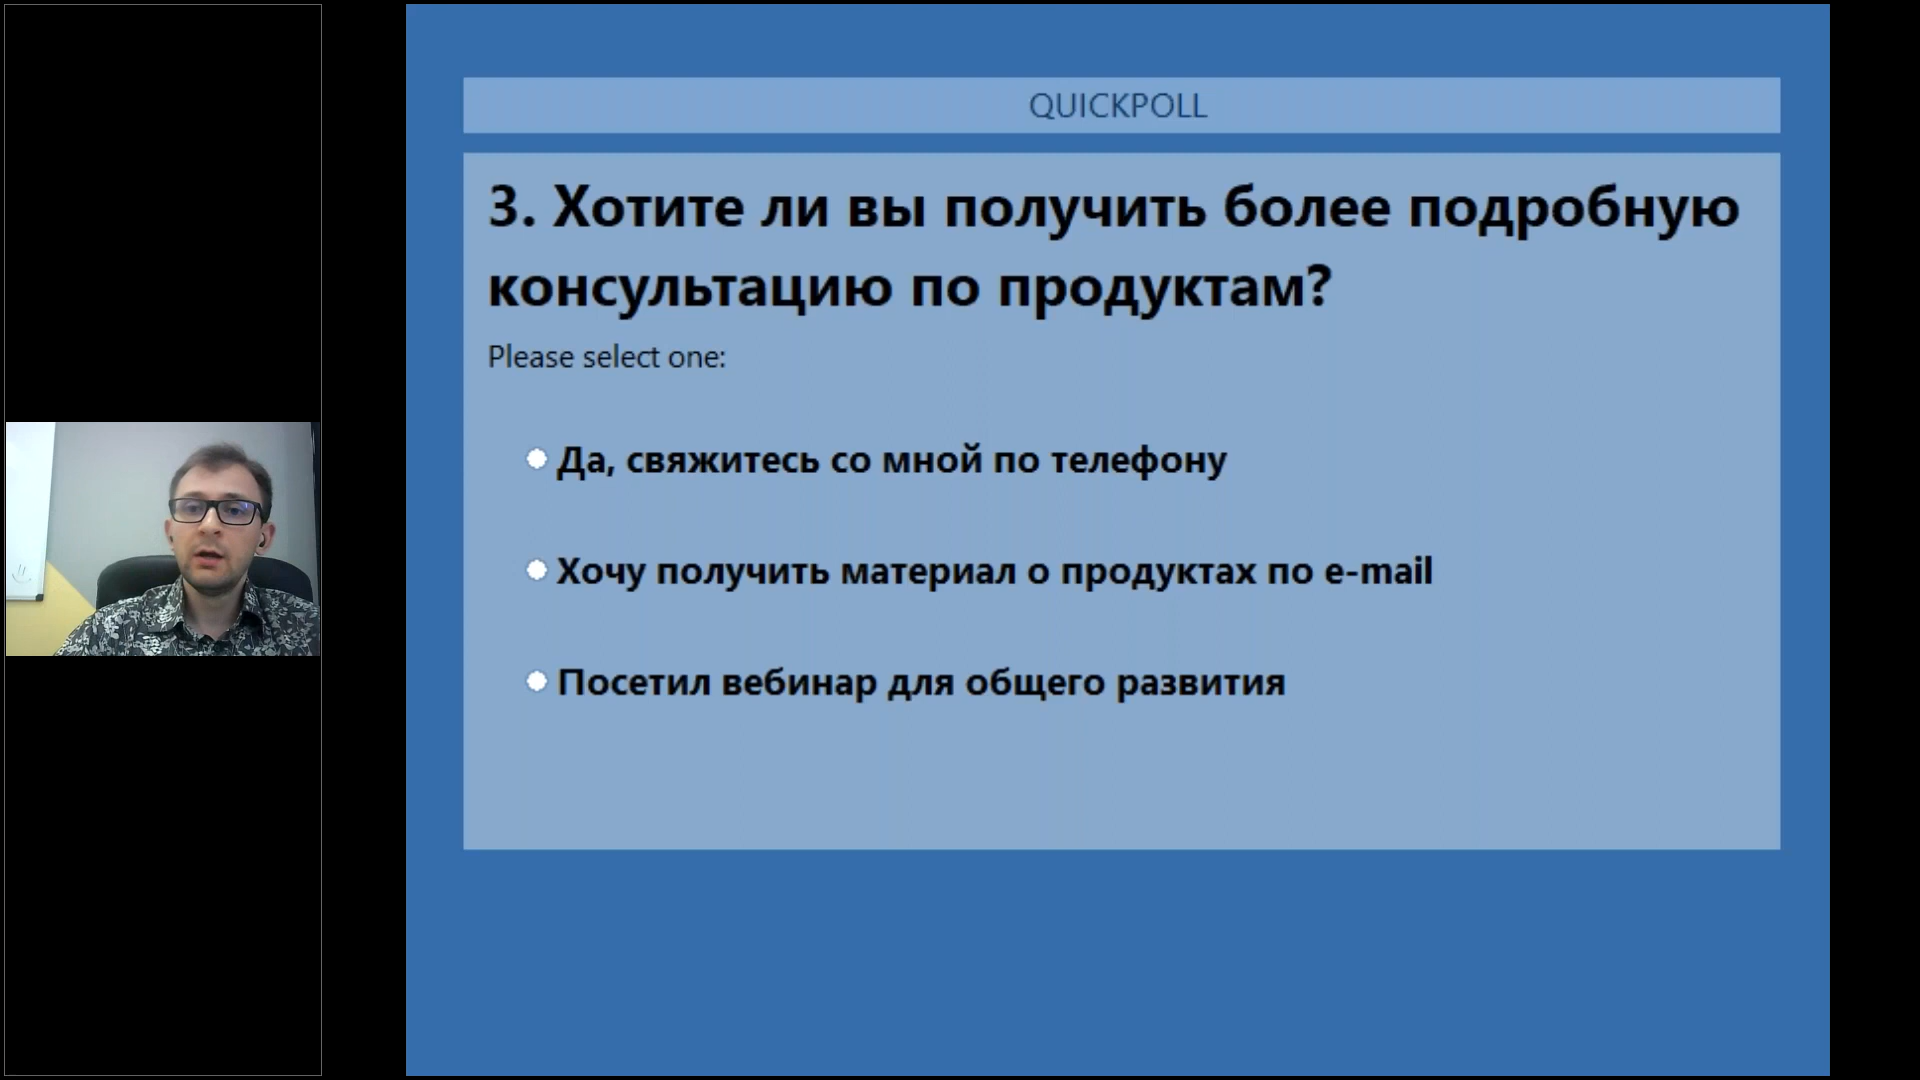 QUICKPOLL
3. Хотите ли вы получить более подробную
консультацию по продуктам?
Please select one:
Да, свяжитесь со мной по телефону
Хочу получить материал о продуктах по e-mail
Посетил вебинар для общего развития